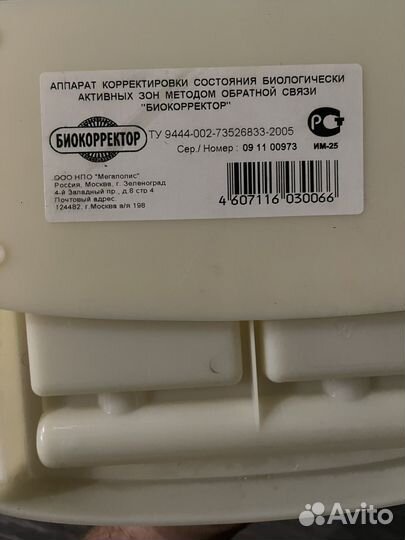 АППАРАТ КОРРЕКТИРОВКИ СОСТОЯНИЯ БИОЛОГИЧЕСКИ
АКТИВНЫХ ЗОН МЕТОДОМ ОБРАТНОЙ СВЯЗИ
"БИОКОРРЕКТОР"
БИОКОРРЕКТОР
ТУ 9444-002-73526833-2005
Сер./ Номер : 09 11 00973
РСТ
ИМ-25
ООО НПО "Мегаполис"
Россия, Москва, г. Зеленоград
4-й Западный пр., д.8 стр 4
Почтовый адрес:
124482, г.Москва а/я 198
4 607116 030066
Avito